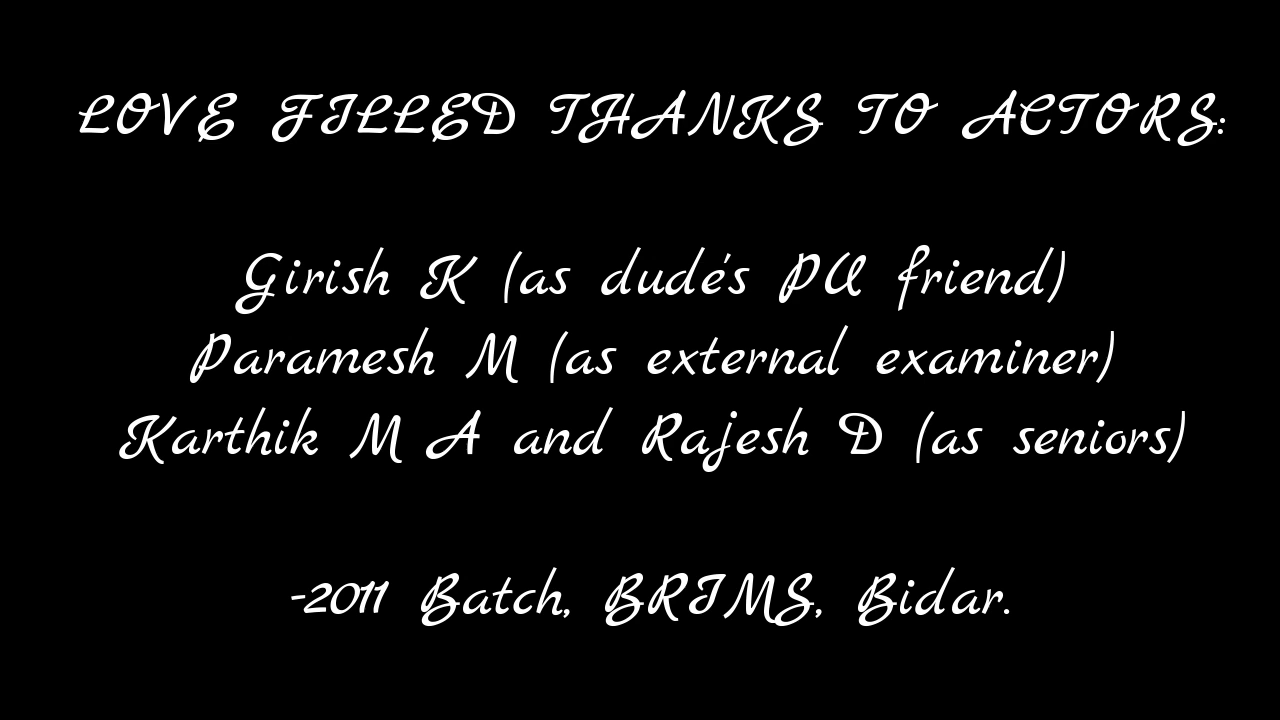 LOVE FILLED THANKS TO ACTORS:
Girish K (as dude's PU friend)
Paramesh M (as external examiner)
Karthik M A and Rajesh D (as seniors)
-2011 Batch, BRIMS, Bidar.